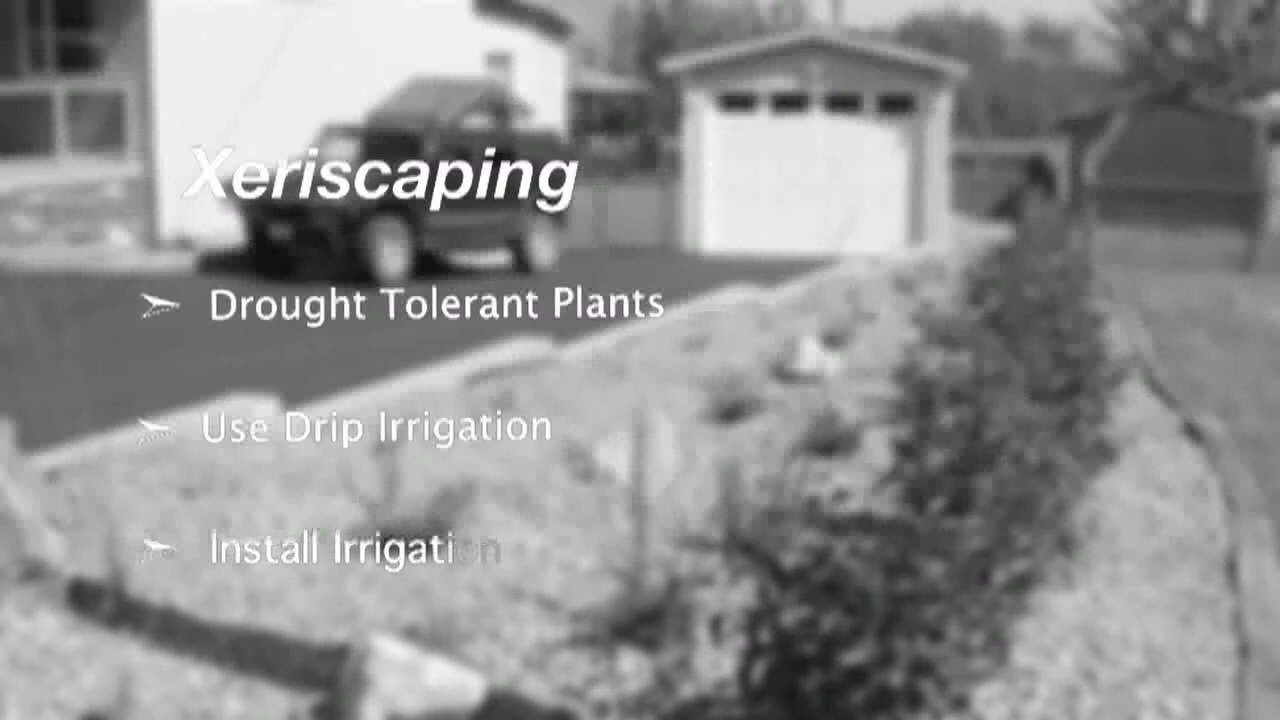 Xeriscaping
Drought Tolerant Plants
Use Drip Irrigation
Install Irrigation